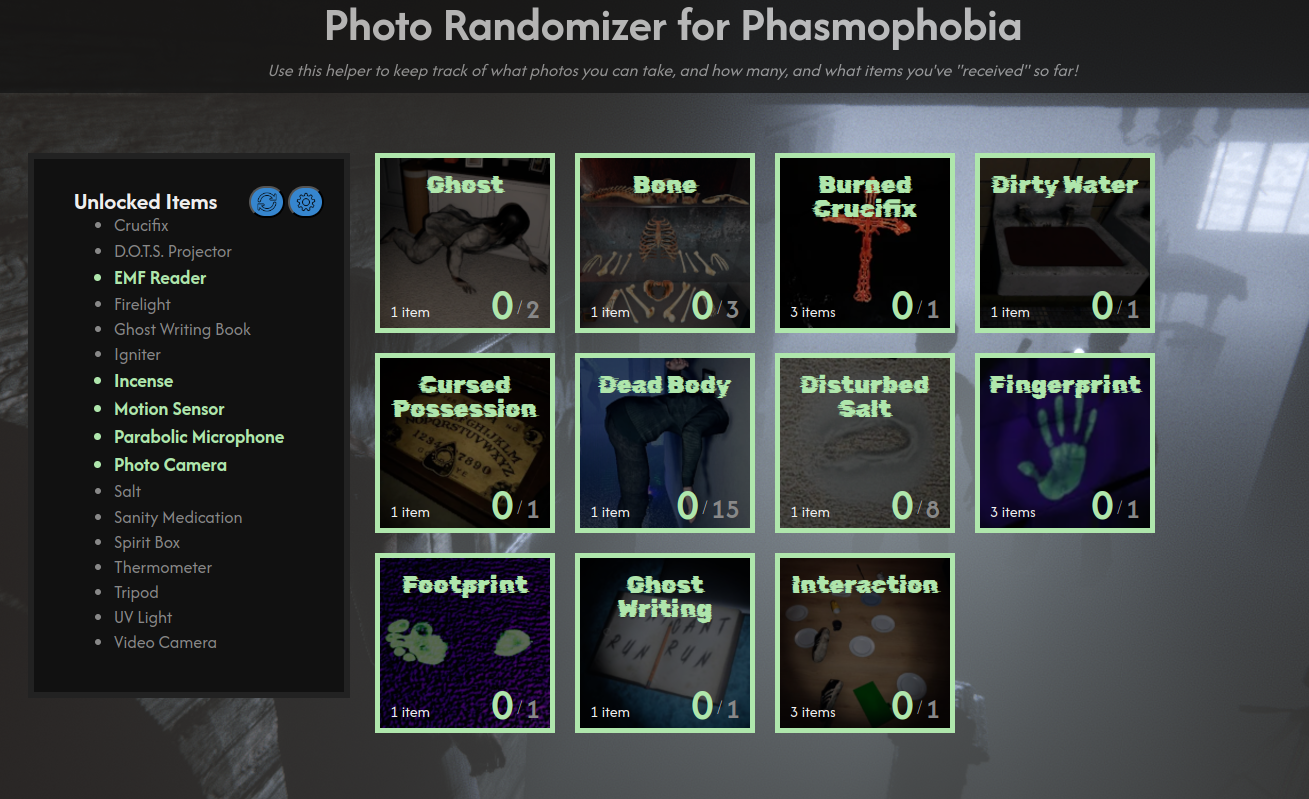 Photo Randomizer for Phasmophobia
Use this helper to keep track of what photos you can take, and how many, and what items you've "received" so far!
Unlocked Items
Crucifix
D.O.T.S. Projector
EMF Reader
Firelight
Ghost Writing Book
Igniter
Incense
Motion Sensor
Parabolic Microphone
Photo Camera
Salt
Sanity Medication
Spirit Box
Thermometer
Tripod
UV Light
Video Camera
Ghost
1 item 0/2
Bone
1 item 0/3
Burned
Crucifix
3 items 0/1
Dirty Water
1 item 0/1
Cursed
Possession
1 item 0/1
Dead Body
1 item 0/15
Disturbed
Salt
1 item 0/8
Fingerprint
3 items 0/1
Footprint
1 item 0/1
Ghost
Writing
RUN
RUN
1 item 0/1
Interaction
3 items 0/1